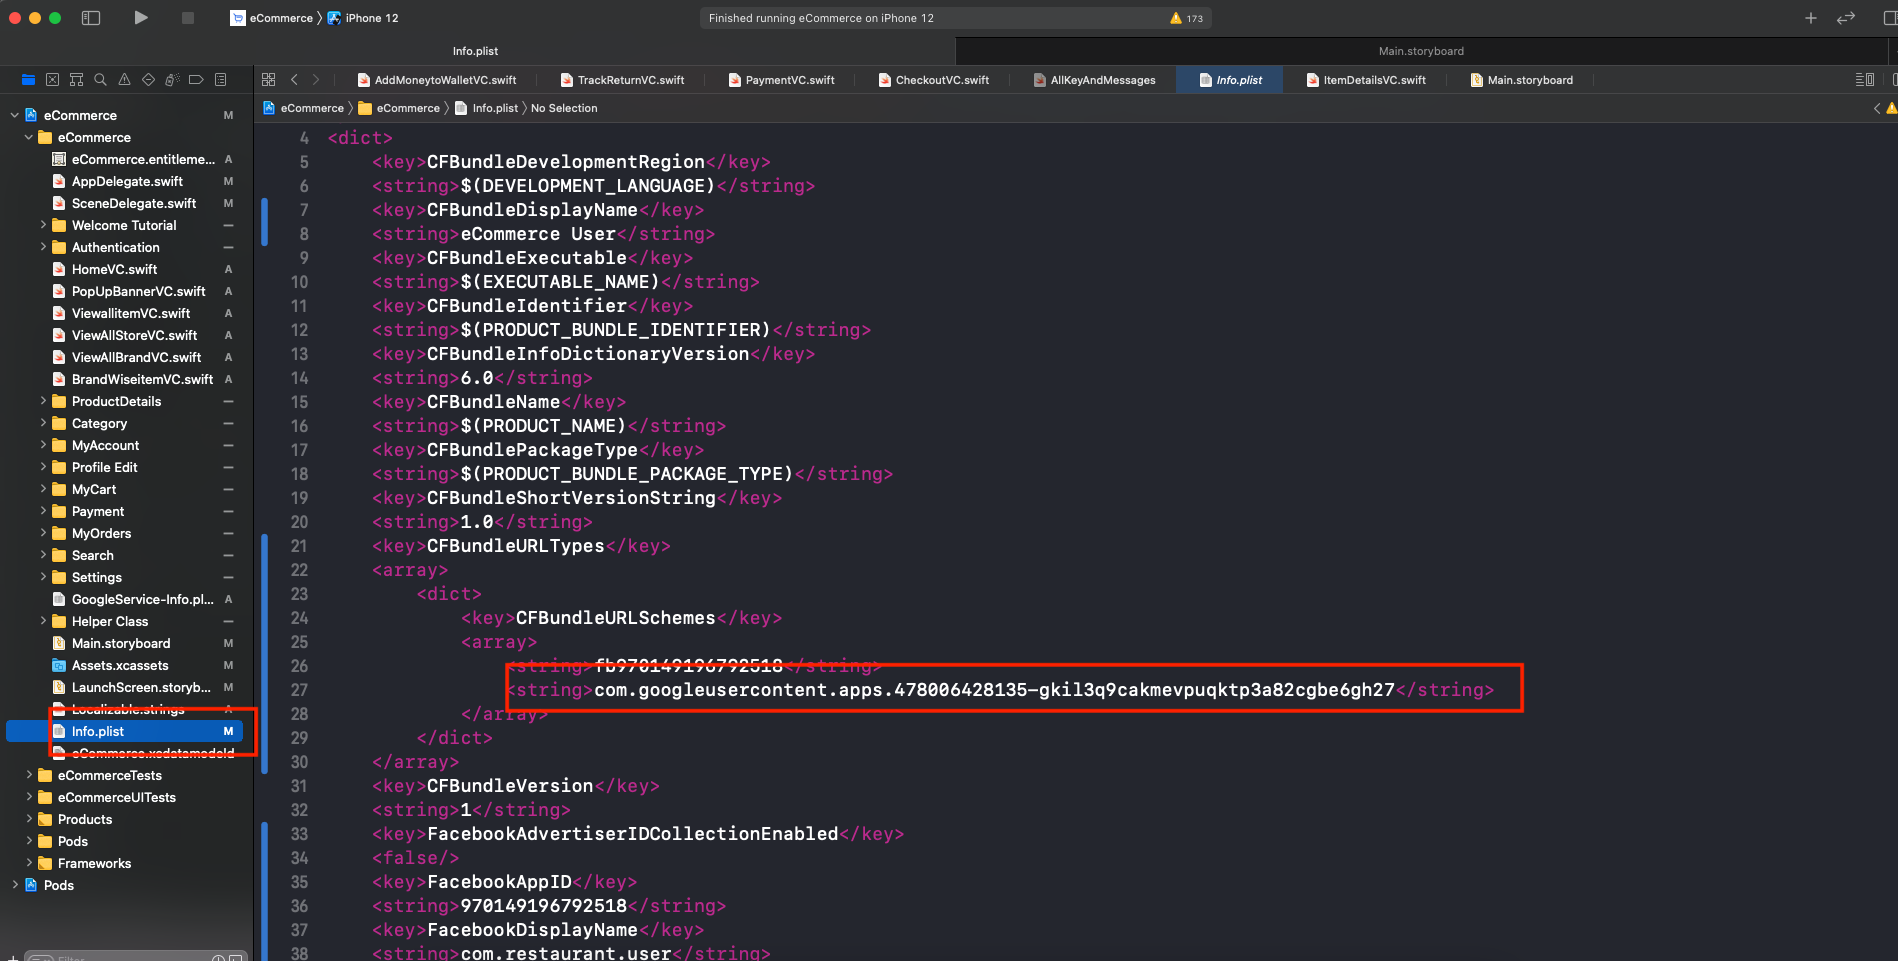 eCommerce iPhone 12
Finished running eCommerce on iPhone 12
173
Info.plist
Main.storyboard
AddMoneytoWalletVC.swift
TrackReturnVC.swift
PaymentVC.swift
CheckoutVC.swift
AllKeyAndMessages
Info.plist
ItemDetailsVC.swift
Main.storyboard
eCommerce eCommerce Info.plist No Selection
eCommerce M
eCommerce
eCommerce.entitleme... A
AppDelegate.swift M
SceneDelegate.swift M
Welcome Tutorial
Authentication
HomeVC.swift A
PopUpBannerVC.swift A
ViewallitemVC.swift A
ViewAllStoreVC.swift A
ViewAllBrandVC.swift A
BrandWiseitemVC.swift A
ProductDetails
Category
MyAccount
Profile Edit
MyCart
Payment
MyOrders
Search
Settings
GoogleService-Info.pl... A
Helper Class
Main.storyboard M
Assets.xcassets M
LaunchScreen.storyb... M
Localizable.strings A
Info.plist M
eCommerce.xcdatamodeld
eCommerceTests
eCommerceUITests
Products
Pods
Frameworks
Pods
Filter
4 <dict>
5 <key>CFBundleDevelopmentRegion</key>
6 <string>$(DEVELOPMENT_LANGUAGE)</string>
7 <key>CFBundleDisplayName</key>
8 <string>eCommerce User</string>
9 <key>CFBundleExecutable</key>
10 <string>$(EXECUTABLE_NAME)</string>
11 <key>CFBundleIdentifier</key>
12 <string>$(PRODUCT_BUNDLE_IDENTIFIER)</string>
13 <key>CFBundleInfoDictionaryVersion</key>
14 <string>6.0</string>
15 <key>CFBundleName</key>
16 <string>$(PRODUCT_NAME)</string>
17 <key>CFBundlePackageType</key>
18 <string>$(PRODUCT_BUNDLE_PACKAGE_TYPE)</string>
19 <key>CFBundleShortVersionString</key>
20 <string>1.0</string>
21 <key>CFBundleURLTypes</key>
22 <array>
23 <dict>
24 <key>CFBundleURLSchemes</key>
25 <array>
26 <string>fb970149196792518</string>
27 <string>com.googleusercontent.apps.478006428135-gkil3q9cakmevpuqktp3a82cgbe6gh27</string>
28 </array>
29 </dict>
30 </array>
31 <key>CFBundleVersion</key>
32 <string>1</string>
33 <key>FacebookAdvertiserIDCollectionEnabled</key>
34 <false/>
35 <key>FacebookAppID</key>
36 <string>970149196792518</string>
37 <key>FacebookDisplayName</key>
38 <string>com.restaurant.user</string>